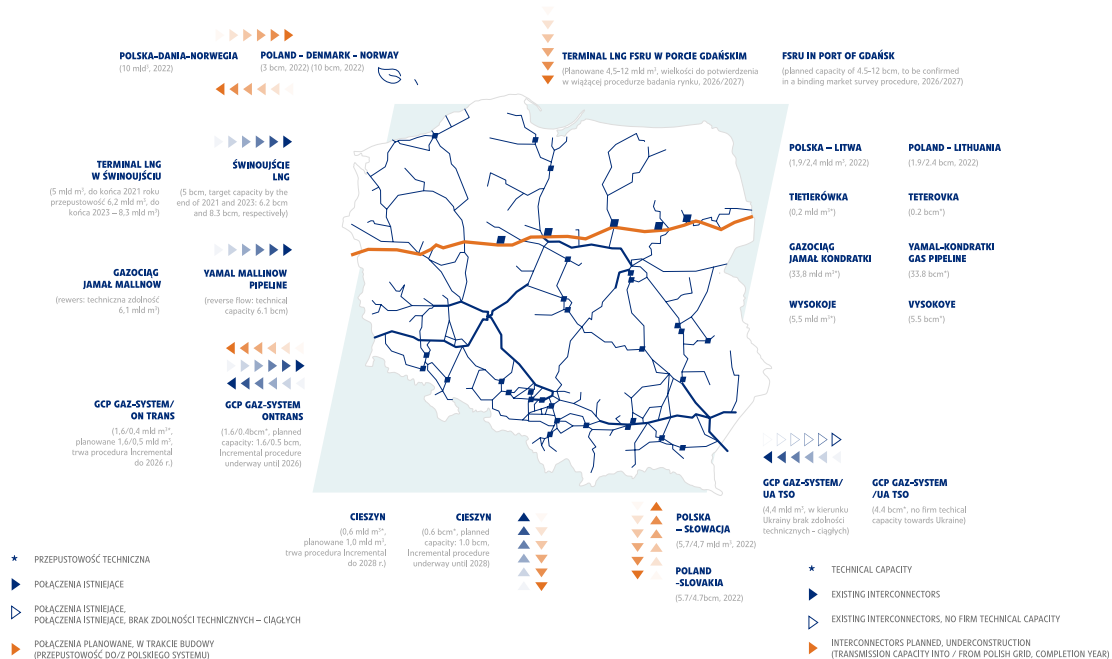 POLSKA–DANIA–NORWEGIA
(10 mld³, 2022)
POLAND – DENMARK – NORWAY
(3 bcm, 2022) (10 bcm, 2022)
TERMINAL LNG FSRU W PORCIE GDAŃSKIM
(Planowane 4,5–12 mld m³, wielkości do potwierdzenia
w wiążącej procedurze badania rynku, 2026/2027)
FSRU IN PORT OF GDAŃSK
(planned capacity of 4.5–12 bcm, to be confirmed
in a binding market survey procedure, 2026/2027)
TERMINAL LNG
W ŚWINOUJŚCIU
(5 mld m³, do końca 2021 roku
przepustowość 6,2 mld m³, do
końca 2023 – 8.3 mld m³)
ŚWINOUJŚCIE
LNG
(5 bcm, target capacity by the
end of 2021 and 2023: 6.2 bcm
and 8.3 bcm, respectively)
POLSKA – LITWA
(1,9/2,4 mld m³, 2022)
POLAND – LITHUANIA
(1.9/2.4 bcm, 2022)
TIETIERÓWKA
(0,2 mld m³*)
TETEROVKA
(0.2 bcm*)
GAZOCIĄG
JAMAŁ KONDRATKI
(33,8 mld m³*)
YAMAL–KONDRATKI
GAS PIPELINE
(33.8 bcm*)
GAZOCIĄG
JAMAŁ MALLNOW
(rewers: techniczna zdolność
6,1 mld m³)
YAMAL MALLINOW
PIPELINE
(reverse flow: technical
capacity 6.1 bcm)
WYSOKOJE
(5,5 mld m³*)
VYSOKOYE
(5.5 bcm*)
GCP GAZ–SYSTEM/
ON TRANS
(1,6/0,4 mld m³*,
planowane 1,6/0,5 mld m³,
trwa procedura Incremental
do 2026 r.)
GCP GAZ–SYSTEM
ONTRANS
(1.6/0.4bcm*, planned
capacity: 1.6/0.5 bcm,
Incremental procedure
underway until 2026)
GCP GAZ–SYSTEM/
UA TSO
(4,4 mld m³, w kierunku
Ukrainy brak zdolności
technicznych – ciągłych)
GCP GAZ–SYSTEM
/UA TSO
(4.4 bcm*, no firm techical
capacity towards Ukraine)
CIESZYN
(0,6 mld m³*,
planowane 1,0 mld m³,
trwa procedura Incremental
do 2028 r.)
CIESZYN
(0.6 bcm*, planned
capacity: 1.0 bcm,
Incremental procedure
underway until 2028)
POLSKA
– SŁOWACJA
(5,7/4,7 mld m³, 2022)
POLAND
-SLOVAKIA
(5.7/4.7bcm, 2022)
* PRZEPUSTOWOŚĆ TECHNICZNA
POŁĄCZENIA ISTNIEJĄCE
POŁĄCZENIA ISTNIEJĄCE,
POŁĄCZENIA ISTNIEJĄCE, BRAK ZDOLNOŚCI TECHNICZNYCH – CIĄGŁYCH
POŁĄCZENIA PLANOWANE, W TRAKCIE BUDOWY
(PRZEPUSTOWOŚĆ DO/Z POLSKIEGO SYSTEMU)
* TECHNICAL CAPACITY
EXISTING INTERCONNECTORS
EXISTING INTERCONNECTORS, NO FIRM TECHNICAL CAPACITY
INTERCONNECTORS PLANNED, UNDERCONSTRUCTION
(TRANSMISSION CAPACITY INTO / FROM POLISH GRID, COMPLETION YEAR)